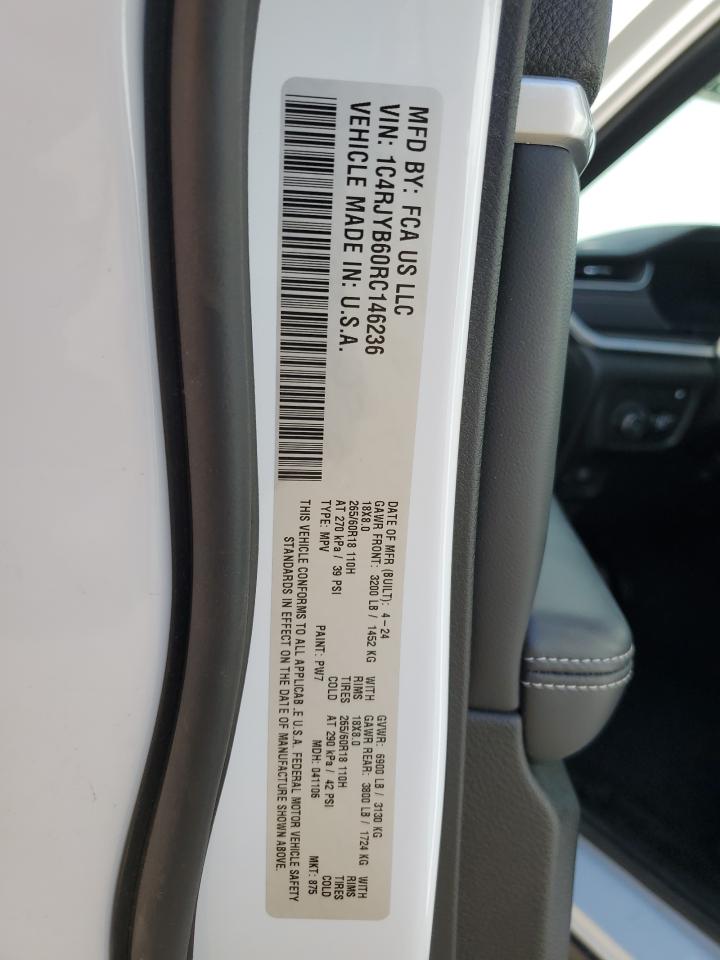 MFD BY: FCA US LLC
VIN: 1C4RJYB60RC146236
VEHICLE MADE IN: U.S.A.
DATE OF MFR (BUILT): 4-24 GVWR: 6900 LB / 3130 KG
GAWR FRONT: 3200 LB / 1452 KG WITH GAWR REAR: 3800 LB / 1724 KG WITH
18X8.0 RIMS 18X8.0 RIMS
265/60R18 110H TIRES 265/60R18 110H TIRES
AT 270 kPa / 39 PSI COLD AT 290 kPa / 42 PSI COLD
TYPE: MPV PAINT: PW7 MDH: 041106 MKT: 875
THIS VEHICLE CONFORMS TO ALL APPLICAB.E U.S.A. FEDERAL MOTOR VEHICLE SAFETY
STANDARDS IN EFFECT ON THE DATE OF MANUFACTURE SHOWN ABOVE.